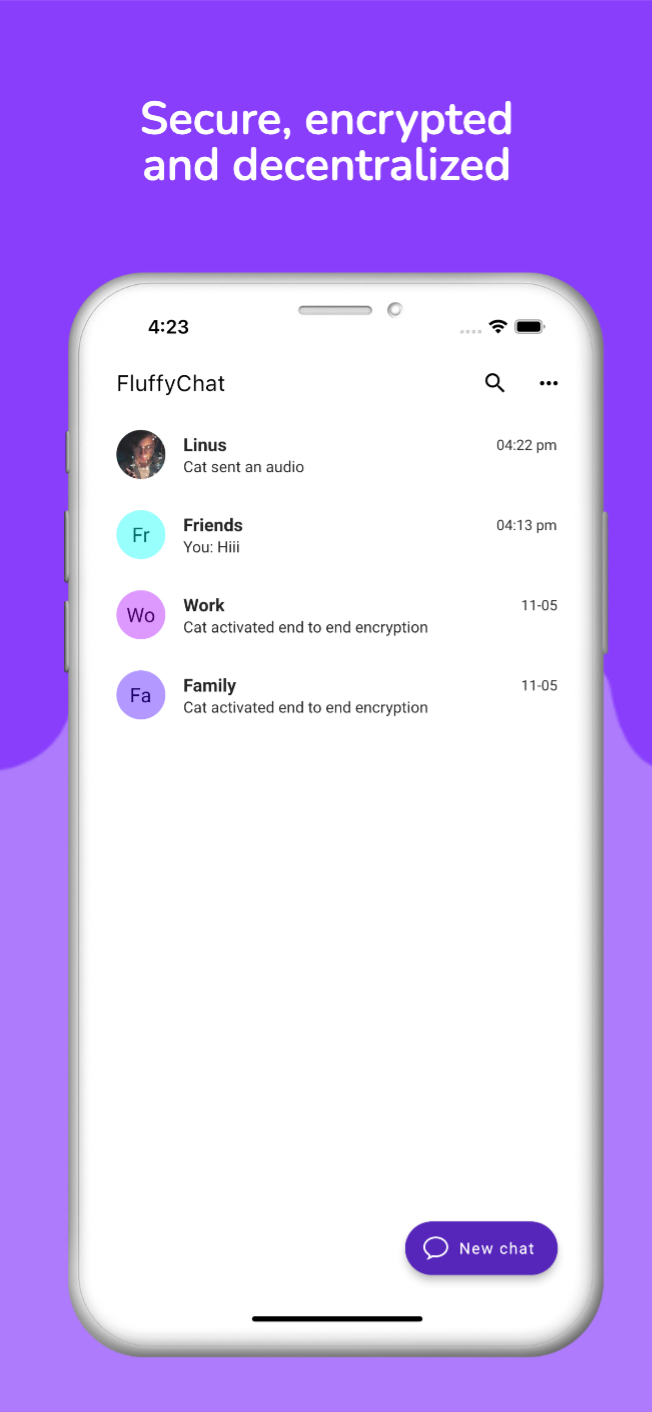 Secure, encrypted
and decentralized
4:23
FluffyChat
Linus
04:22 pm
Cat sent an audio
Fr
Friends
04:13 pm
You: Hiii
Wo
Work
11-05
Cat activated end to end encryption
Fa
Family
11-05
Cat activated end to end encryption
New chat